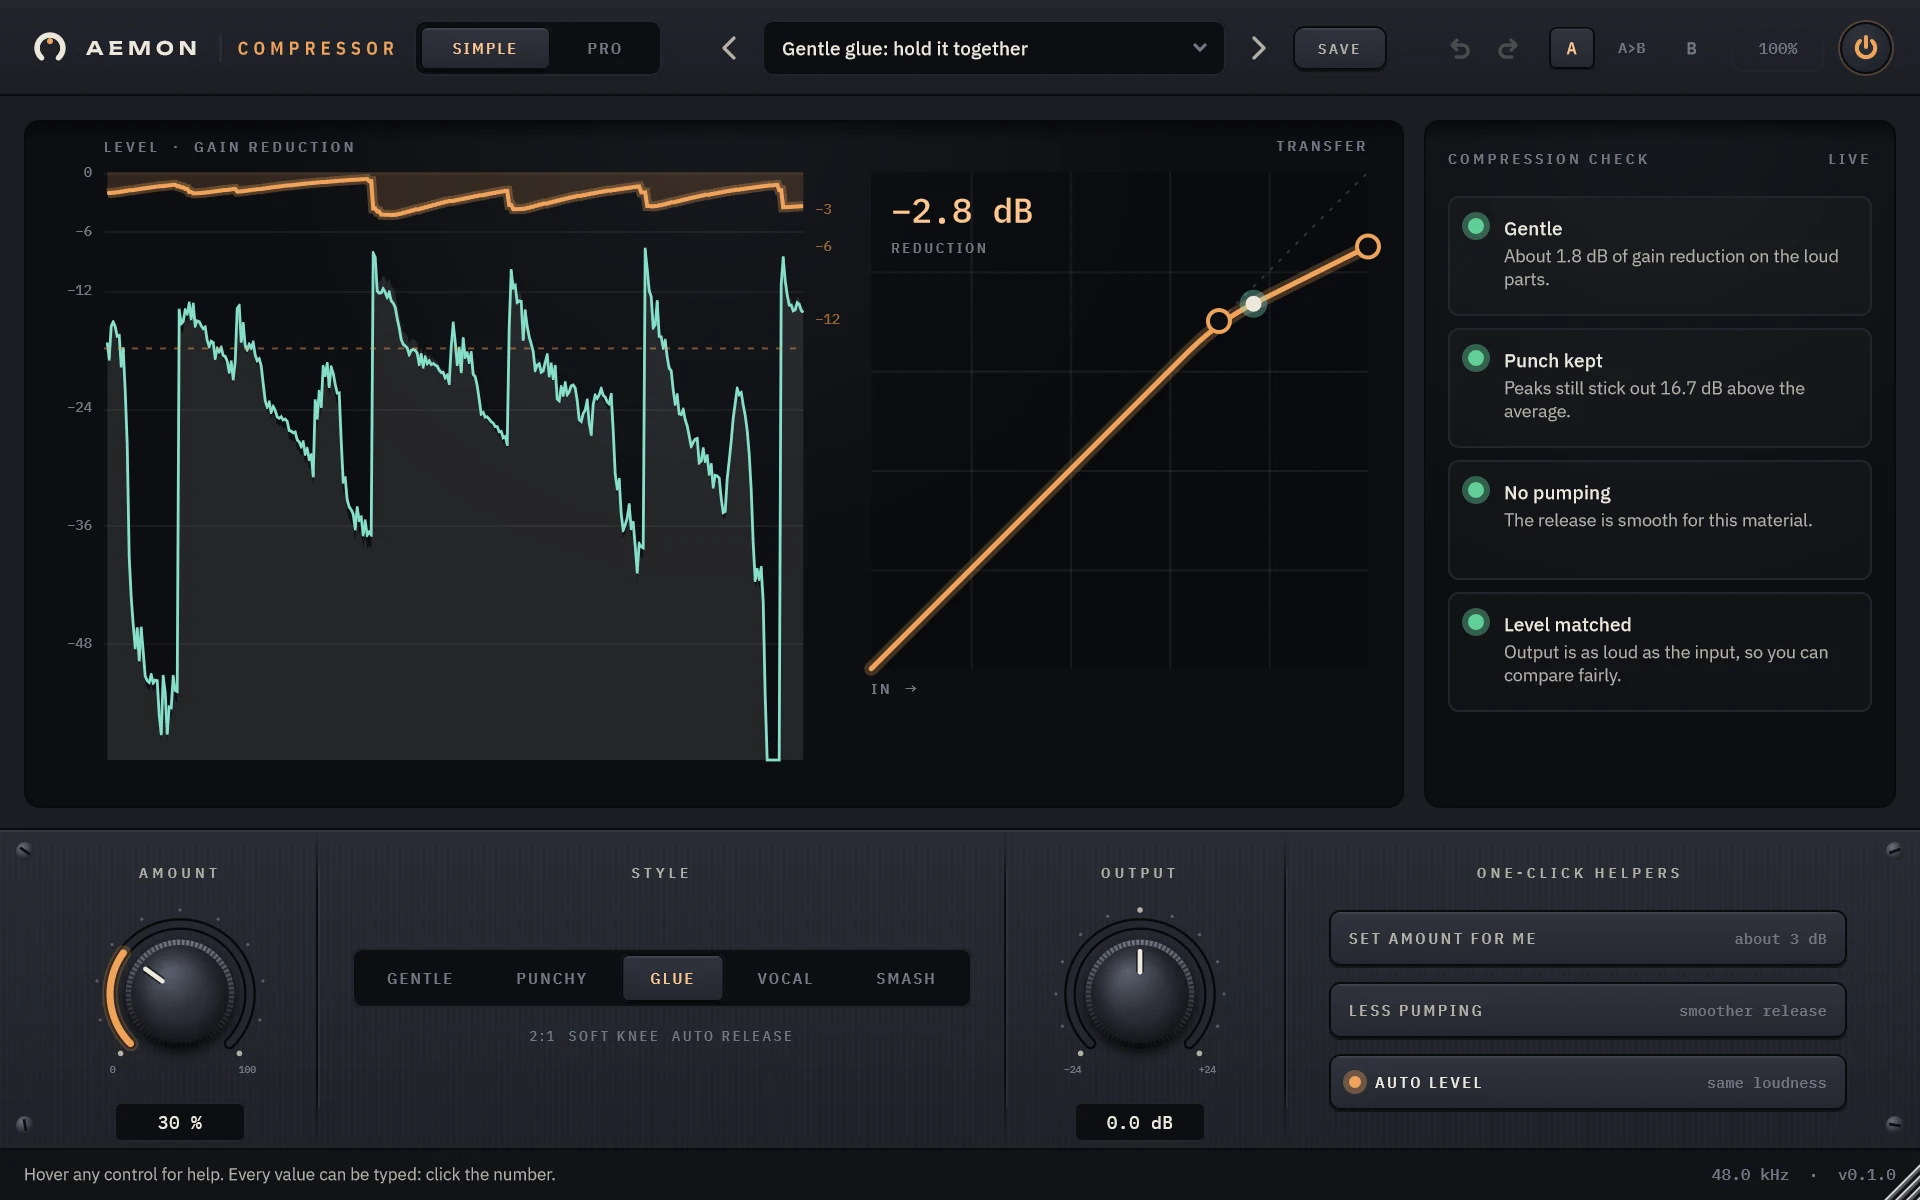 AEMON COMPRESSOR SIMPLE PRO Gentle glue: hold it together SAVE A A>B B 100%
LEVEL · GAIN REDUCTION
TRANSFER
0
−6
−12
−24
−36
−48
−3
−6
−12
−2.8 dB
REDUCTION
IN →
COMPRESSION CHECK LIVE
Gentle
About 1.8 dB of gain reduction on the loud
parts.
Punch kept
Peaks still stick out 16.7 dB above the
average.
No pumping
The release is smooth for this material.
Level matched
Output is as loud as the input, so you can
compare fairly.
AMOUNT
0 100
30 %
STYLE
GENTLE PUNCHY GLUE VOCAL SMASH
2:1 SOFT KNEE AUTO RELEASE
OUTPUT
−24 +24
0.0 dB
ONE-CLICK HELPERS
SET AMOUNT FOR ME about 3 dB
LESS PUMPING smoother release
AUTO LEVEL same loudness
Hover any control for help. Every value can be typed: click the number.
48.0 kHz · v0.1.0